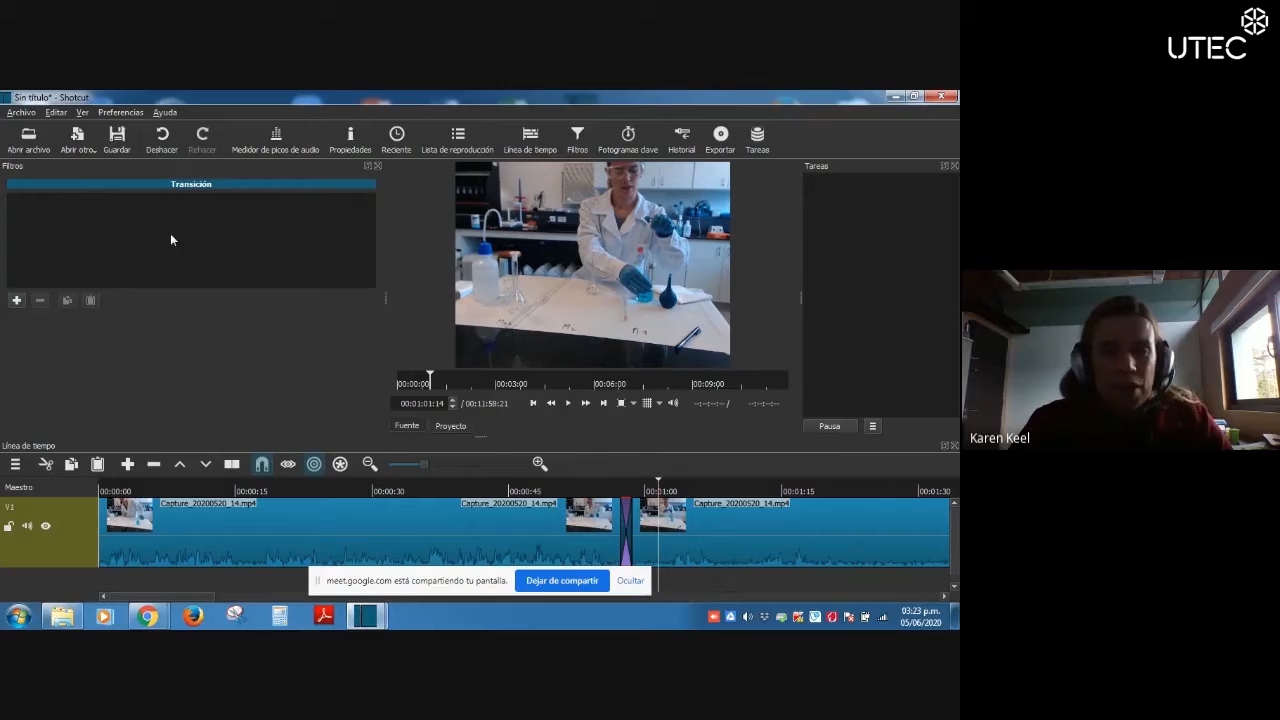 UTEC
Sin título* - Shotcut
Archivo Editar Ver Preferencias Ayuda
Abrir archivo Abrir otro.. Guardar Deshacer Rehacer Medidor de picos de audio Propiedades Reciente Lista de reproducción Línea de tiempo Filtros Fotogramas clave Historial Exportar Tareas
Filtros
Tareas
Transición
00:00:00 00:03:00 00:06:00 00:09:00
00:01:01:14 / 00:11:58:21 --:--:--:-- / --:--:--:--
Fuente Proyecto
Pausa
Karen Keel
Línea de tiempo
Maestro
00:00:00 00:00:15 00:00:30 00:00:45 00:01:00 00:01:15 00:01:30
V1
Capture_20200520_14.mp4 Capture_20200520_14.mp4 Capture_20200520_14.mp4
meet.google.com está compartiendo tu pantalla. Dejar de compartir Ocultar
03:23 p.m.
05/06/2020